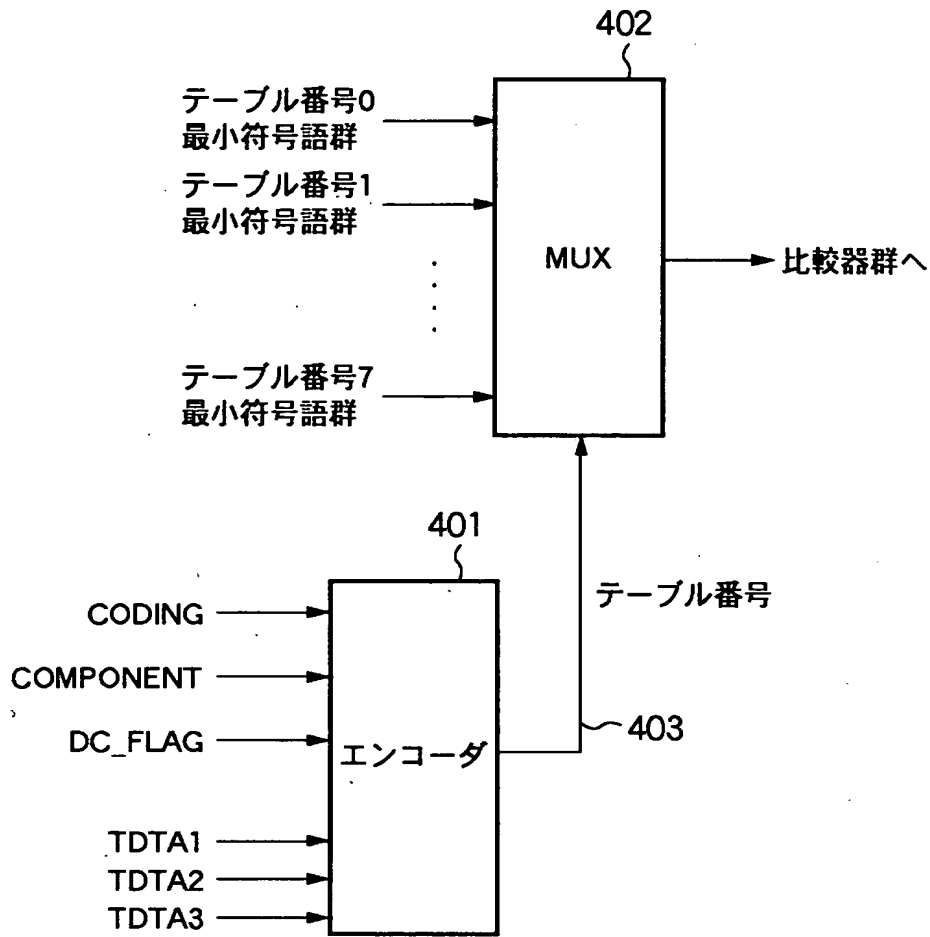 402
テーブル番号0
最小符号語群
テーブル番号1
最小符号語群
MUX
比較器群へ
テーブル番号7
最小符号語群
401
テーブル番号
CODING
COMPONENT
403
DC_FLAG
エンコーダ
TDTA1
TDTA2
TDTA3